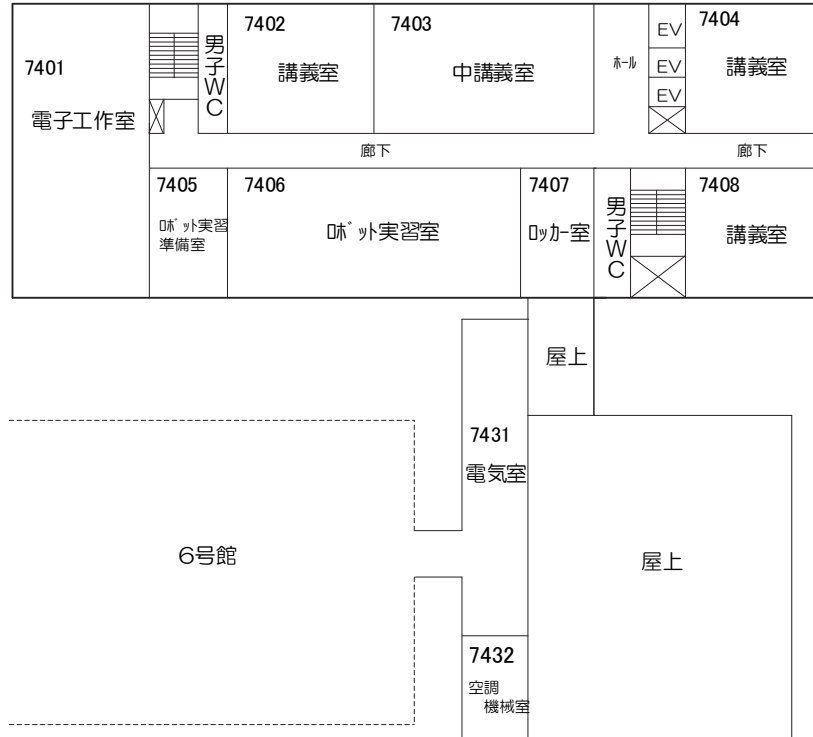 7401
電子工作室
男子WC
7402
講義室
7403
中講義室
ホール
EV
EV
EV
7404
講義室
廊下
廊下
7405
ロボット実習
準備室
7406
ロボット実習室
7407
ロッカー室
男子WC
7408
講義室
屋上
7431
電気室
6号館
屋上
7432
空調
機械室